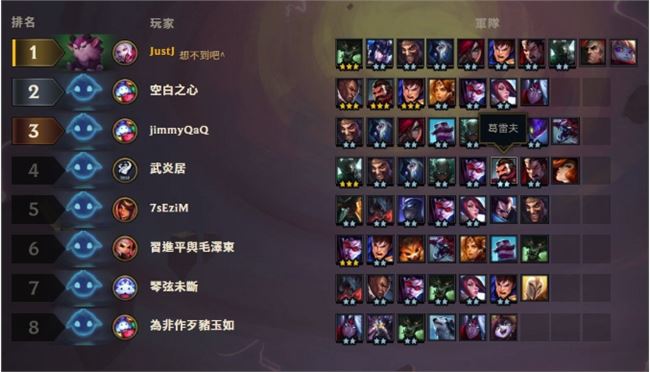 排名 玩家 軍隊
1 JustJ 想不到吧^
2 空白之心
3 jimmyQaQ
葛雷夫
4 武炎居
5 7sEziM
6 習進平與毛澤東
7 琴弦未斷
8 為非作歹豬玉如